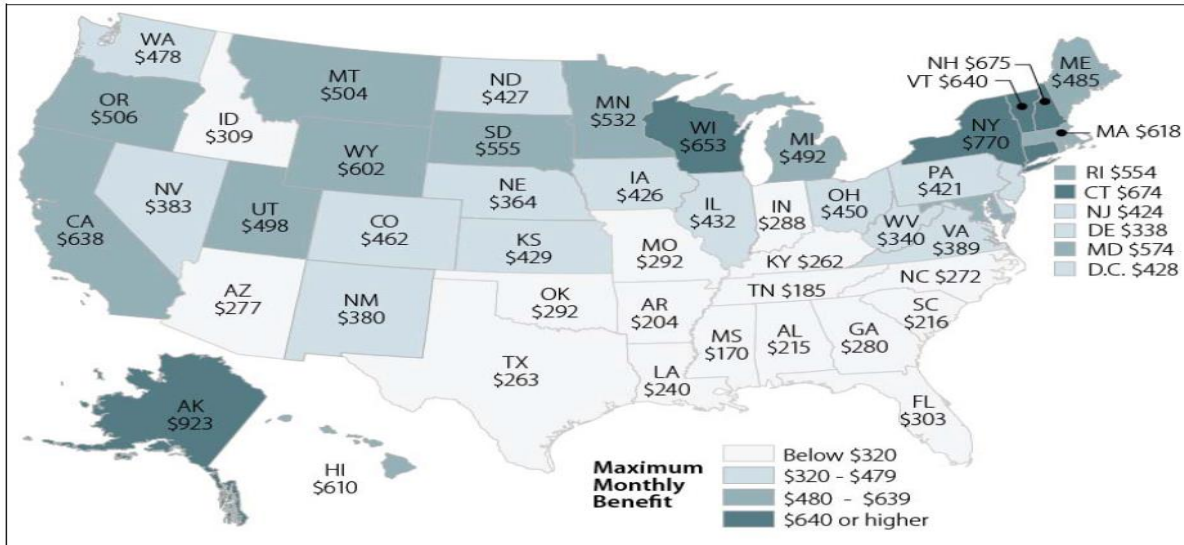 WA
$478
MT
$504
ND
$427
MN
$532
OR
$506
ID
$309
WY
$602
SD
$555
WI
$653
MI
$492
NH $675
VT $640
ME
$485
NY
$770
MA $618
RI $554
CT $674
NJ $424
DE $338
MD $574
D.C. $428
NV
$383
UT
$498
CO
$462
NE
$364
IA
$426
IL
$432
IN
$288
OH
$450
PA
$421
WV
$340
VA
$389
CA
$638
KS
$429
MO
$292
KY $262
NC $272
TN $185
AZ
$277
NM
$380
OK
$292
AR
$204
SC
$216
MS
$170
AL
$215
GA
$280
TX
$263
LA
$240
FL
$303
AK
$923
HI
$610
Maximum
Monthly
Benefit
Below $320
$320 - $479
$480 - $639
$640 or higher